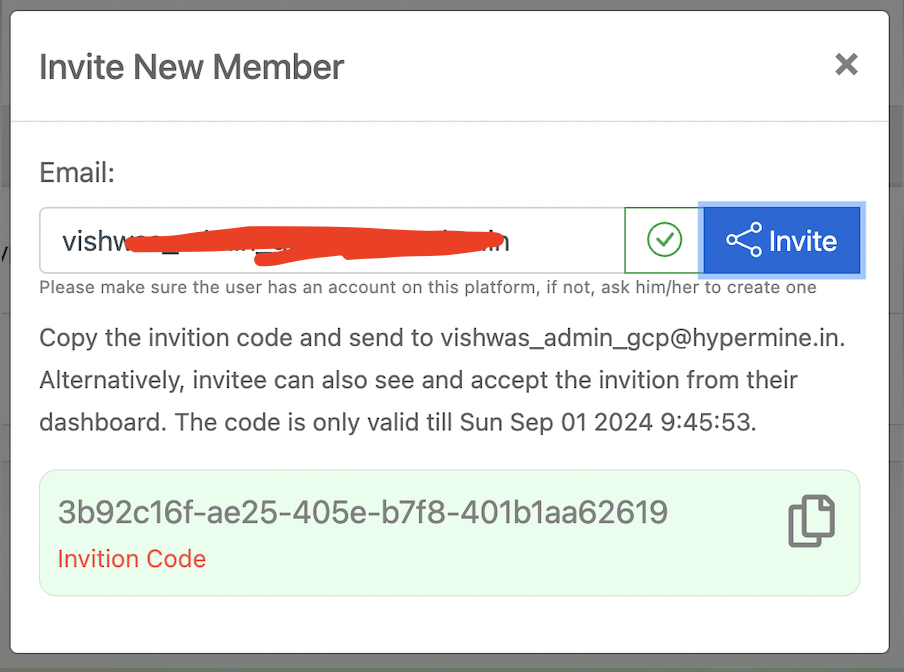 Invite New Member
Email:
Invite
Please make sure the user has an account on this platform, if not, ask him/her to create one
Copy the invition code and send to vishwas_admin_gcp@hypermine.in.
Alternatively, invitee can also see and accept the invition from their
dashboard. The code is only valid till Sun Sep 01 2024 9:45:53.
3b92c16f-ae25-405e-b7f8-401b1aa62619
Invition Code